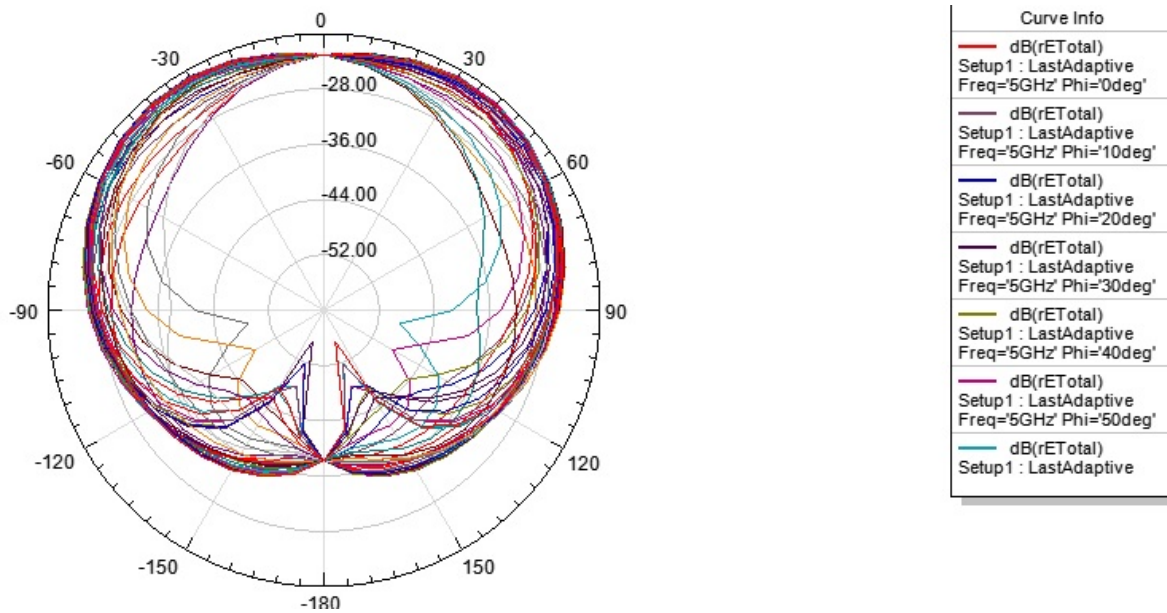 0
-30
30
-28.00
-36.00
-60
60
-44.00
-52.00
-90
90
-120
120
-150
150
-180
Curve Info
dB(rETotal)
Setup1 : LastAdaptive
Freq='5GHz' Phi='0deg'
dB(rETotal)
Setup1 : LastAdaptive
Freq='5GHz' Phi='10deg'
dB(rETotal)
Setup1 : LastAdaptive
Freq='5GHz' Phi='20deg'
dB(rETotal)
Setup1 : LastAdaptive
Freq='5GHz' Phi='30deg'
dB(rETotal)
Setup1 : LastAdaptive
Freq='5GHz' Phi='40deg'
dB(rETotal)
Setup1 : LastAdaptive
Freq='5GHz' Phi='50deg'
dB(rETotal)
Setup1 : LastAdaptive